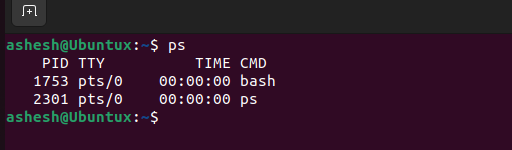 ashesh@Ubuntux:~$ ps
    PID TTY          TIME CMD
   1753 pts/0    00:00:00 bash
   2301 pts/0    00:00:00 ps
ashesh@Ubuntux:~$